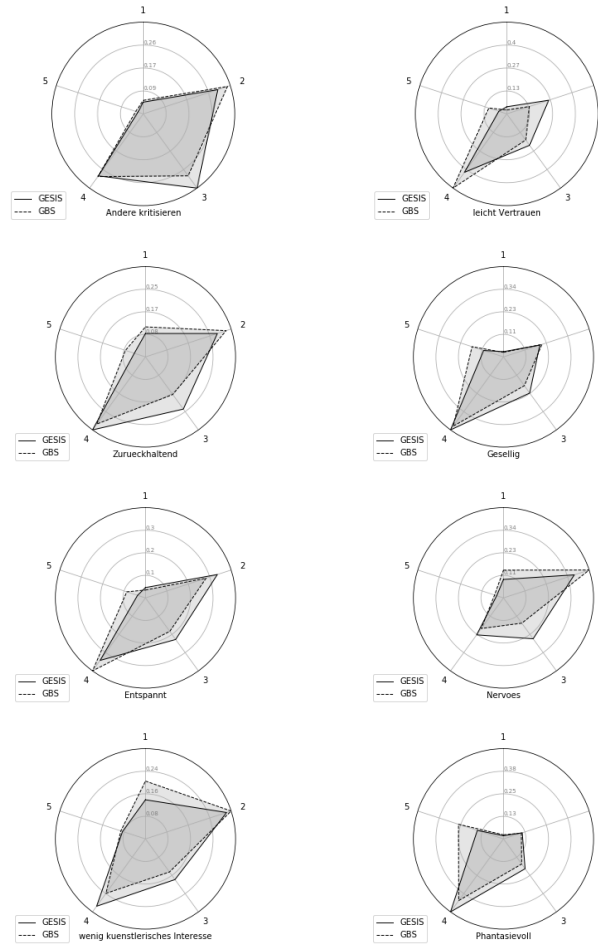 1
0.26
0.17
0.09
5
2
4
3
GESIS
GBS
Andere kritisieren
1
0.4
0.27
0.13
5
4
3
GESIS
GBS
leicht Vertrauen
1
0.25
0.17
0.08
5
2
4
3
GESIS
GBS
Zurueckhaltend
1
0.34
0.23
0.11
5
4
3
GESIS
GBS
Gesellig
1
0.3
0.2
0.1
5
2
4
3
GESIS
GBS
Entspannt
1
0.34
0.23
0.11
5
4
3
GESIS
GBS
Nervoes
1
0.24
0.16
0.08
5
2
4
3
GESIS
GBS
wenig kuenstlerisches Interesse
1
0.38
0.25
0.13
5
4
3
GESIS
GBS
Phantasievoll